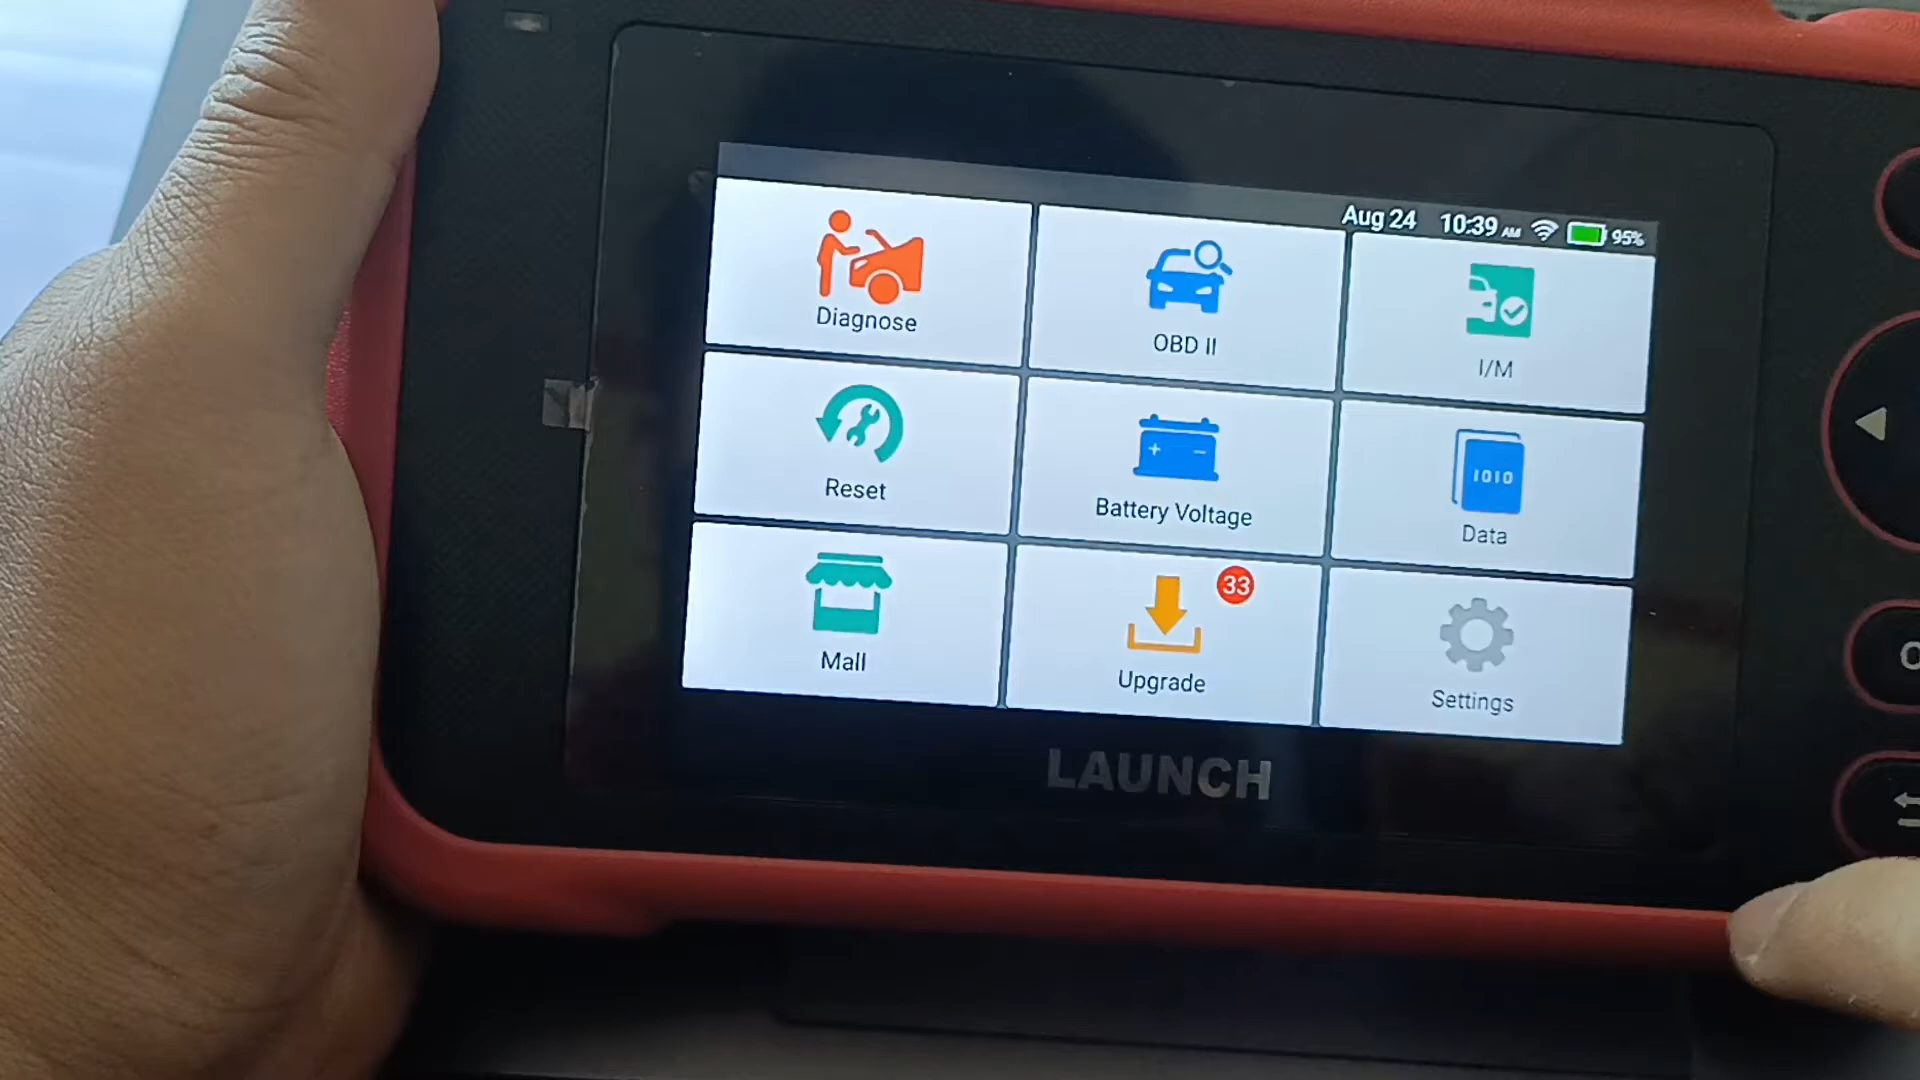 Aug 24 10:39 AM 95%
Diagnose
OBD II
I/M
Reset
+ -
Battery Voltage
1010
Data
Mall
33
Upgrade
Settings
LAUNCH